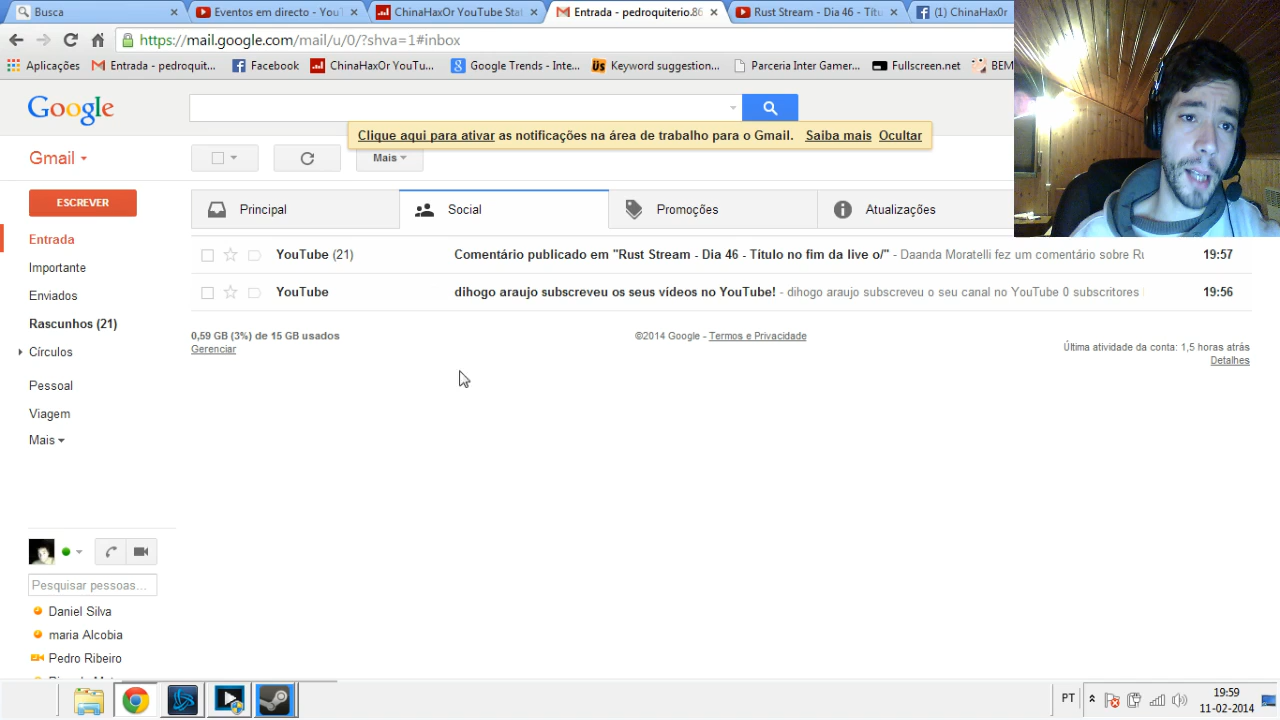 Busca
Eventos em directo - YouT
ChinaHaxOr YouTube Stat
Entrada - pedroquiterio.86
Rust Stream - Dia 46 - Títu
(1) ChinaHax0r
https://mail.google.com/mail/u/0/?shva=1#inbox
Aplicações
Entrada - pedroquit...
Facebook
ChinaHaxOr YouTu...
Google Trends - Inte...
Keyword suggestion...
Parceria Inter Gamer...
Fullscreen.net
BEM
Google
Clique aqui para ativar as notificações na área de trabalho para o Gmail. Saiba mais Ocultar
Gmail
Mais
ESCREVER
Principal
Social
Promoções
Atualizações
Entrada
Importante
Enviados
Rascunhos (21)
Círculos
Pessoal
Viagem
Mais
YouTube (21) Comentário publicado em "Rust Stream - Dia 46 - Título no fim da live o/" - Daanda Moratelli fez um comentário sobre Ru 19:57
YouTube dihogo araujo subscreveu os seus vídeos no YouTube! - dihogo araujo subscreveu o seu canal no YouTube 0 subscritores 19:56
0,59 GB (3%) de 15 GB usados
Gerenciar
©2014 Google - Termos e Privacidade
Última atividade da conta: 1,5 horas atrás
Detalhes
Pesquisar pessoas...
Daniel Silva
maria Alcobia
Pedro Ribeiro
PT
19:59
11-02-2014